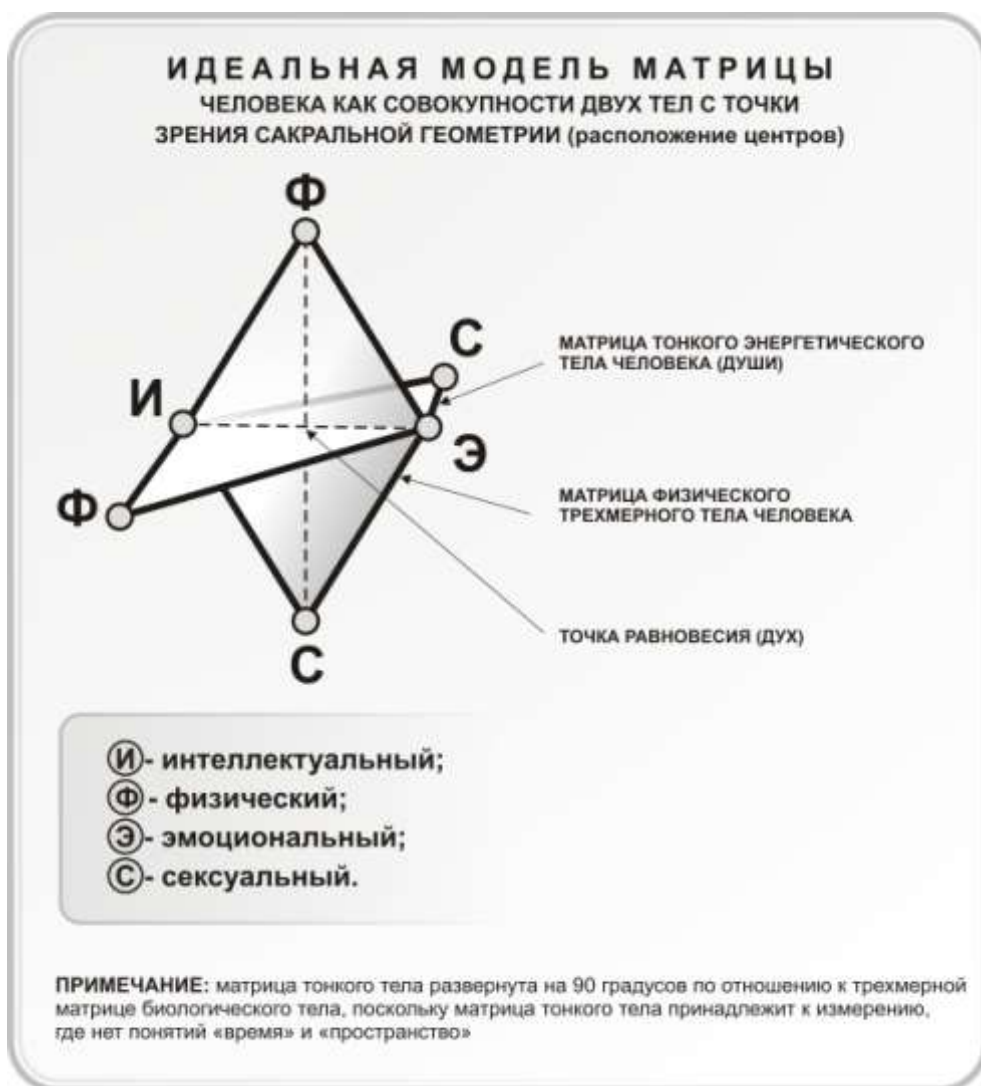 ИДЕАЛЬНАЯ МОДЕЛЬ МАТРИЦЫ
ЧЕЛОВЕКА КАК СОВОКУПНОСТИ ДВУХ ТЕЛ С ТОЧКИ
ЗРЕНИЯ САКРАЛЬНОЙ ГЕОМЕТРИИ (расположение центров)
Ф
С
МАТРИЦА ТОНКОГО ЭНЕРГЕТИЧЕСКОГО
ТЕЛА ЧЕЛОВЕКА (ДУШИ)
И
Э
Ф
МАТРИЦА ФИЗИЧЕСКОГО
ТРЕХМЕРНОГО ТЕЛА ЧЕЛОВЕКА
ТОЧКА РАВНОВЕСИЯ (ДУХ)
С
И - интеллектуальный;
Ф - физический;
Э - эмоциональный;
С - сексуальный.
ПРИМЕЧАНИЕ: матрица тонкого тела развернута на 90 градусов по отношению к трехмерной
матрице биологического тела, поскольку матрица тонкого тела принадлежит к измерению,
где нет понятий «время» и «пространство»